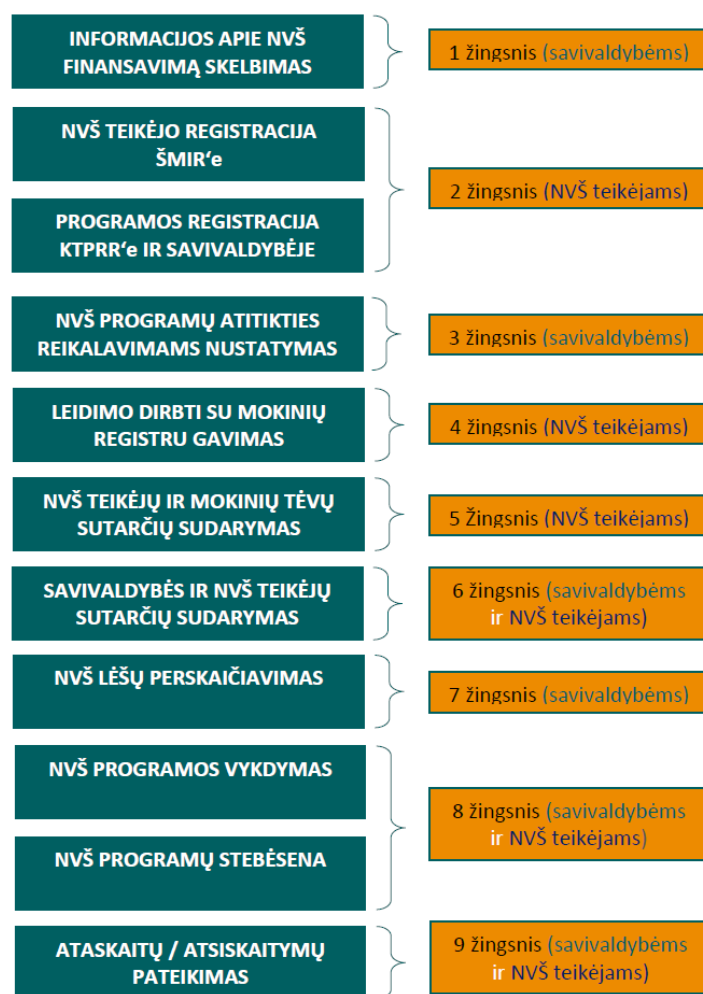 INFORMACIJOS APIE NVŠ
FINANSAVIMĄ SKELBIMAS
1 žingsnis (savivaldybėms)
NVŠ TEIKĖJO REGISTRACIJA
ŠMIR‘e
PROGRAMOS REGISTRACIJA
KTPRR‘e IR SAVIVALDYBĖJE
2 žingsnis (NVŠ teikėjams)
NVŠ PROGRAMŲ ATITIKTIES
REIKALAVIMAMS NUSTATYMAS
3 žingsnis (savivaldybėms)
LEIDIMO DIRBTI SU MOKINIŲ
REGISTRU GAVIMAS
4 žingsnis (NVŠ teikėjams)
NVŠ TEIKĖJŲ IR MOKINIŲ TĖVŲ
SUTARČIŲ SUDARYMAS
5 Žingsnis (NVŠ teikėjams)
SAVIVALDYBĖS IR NVŠ TEIKĖJŲ
SUTARČIŲ SUDARYMAS
6 žingsnis (savivaldybėms
ir NVŠ teikėjams)
NVŠ LĖŠŲ PERSKAIČIAVIMAS
7 žingsnis (savivaldybėms)
NVŠ PROGRAMOS VYKDYMAS
NVŠ PROGRAMŲ STEBĖSENA
8 žingsnis (savivaldybėms
ir NVŠ teikėjams)
ATASKAITŲ / ATSISKAITYMŲ
PATEIKIMAS
9 žingsnis (savivaldybėms
ir NVŠ teikėjams)